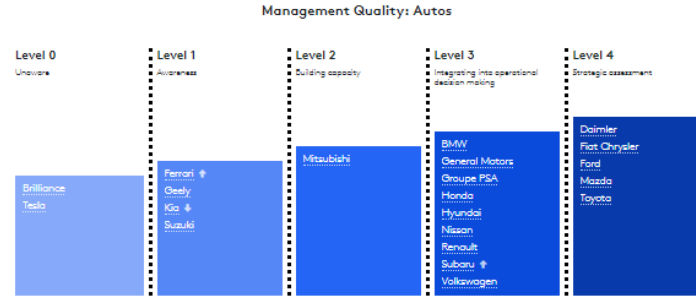 Management Quality: Autos
Level 0
Unaware
Brilliance
Tesla
Level 1
Awareness
Ferrari ↑
Geely
Kia ↓
Suzuki
Level 2
Building capacity
Mitsubishi
Level 3
Integrating into operational
decision making
BMW
General Motors
Groupe PSA
Honda
Hyundai
Nissan
Renault
Subaru ↑
Volkswagen
Level 4
Strategic assessment
Daimler
Fiat Chrysler
Ford
Mazda
Toyota